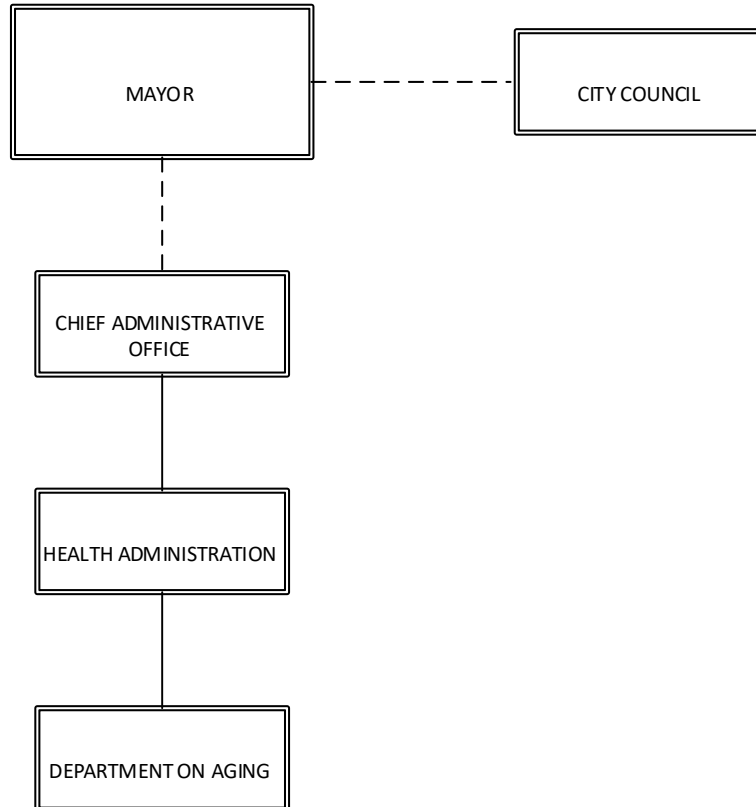 MAYOR
CITY COUNCIL
CHIEF ADMINISTRATIVE
OFFICE
HEALTH ADMINISTRATION
DEPARTMENT ON AGING